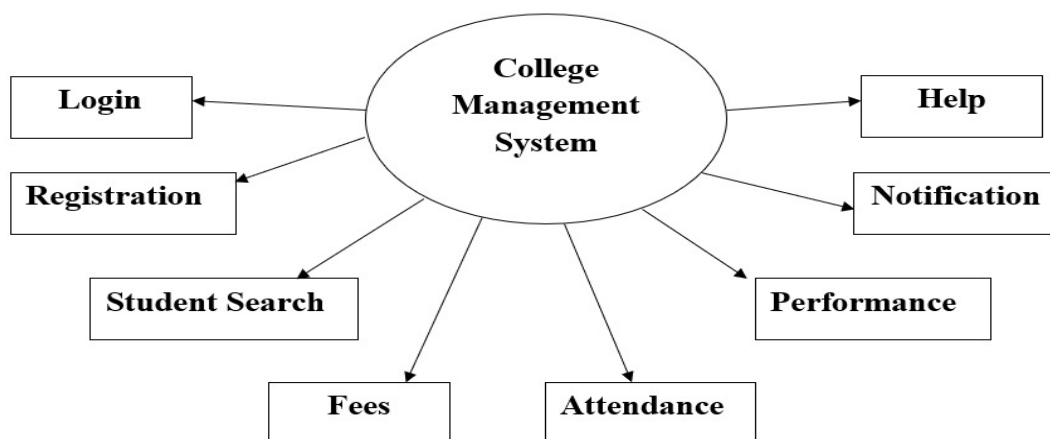 College
Management
System
Login
Help
Registration
Notification
Student Search
Performance
Fees
Attendance